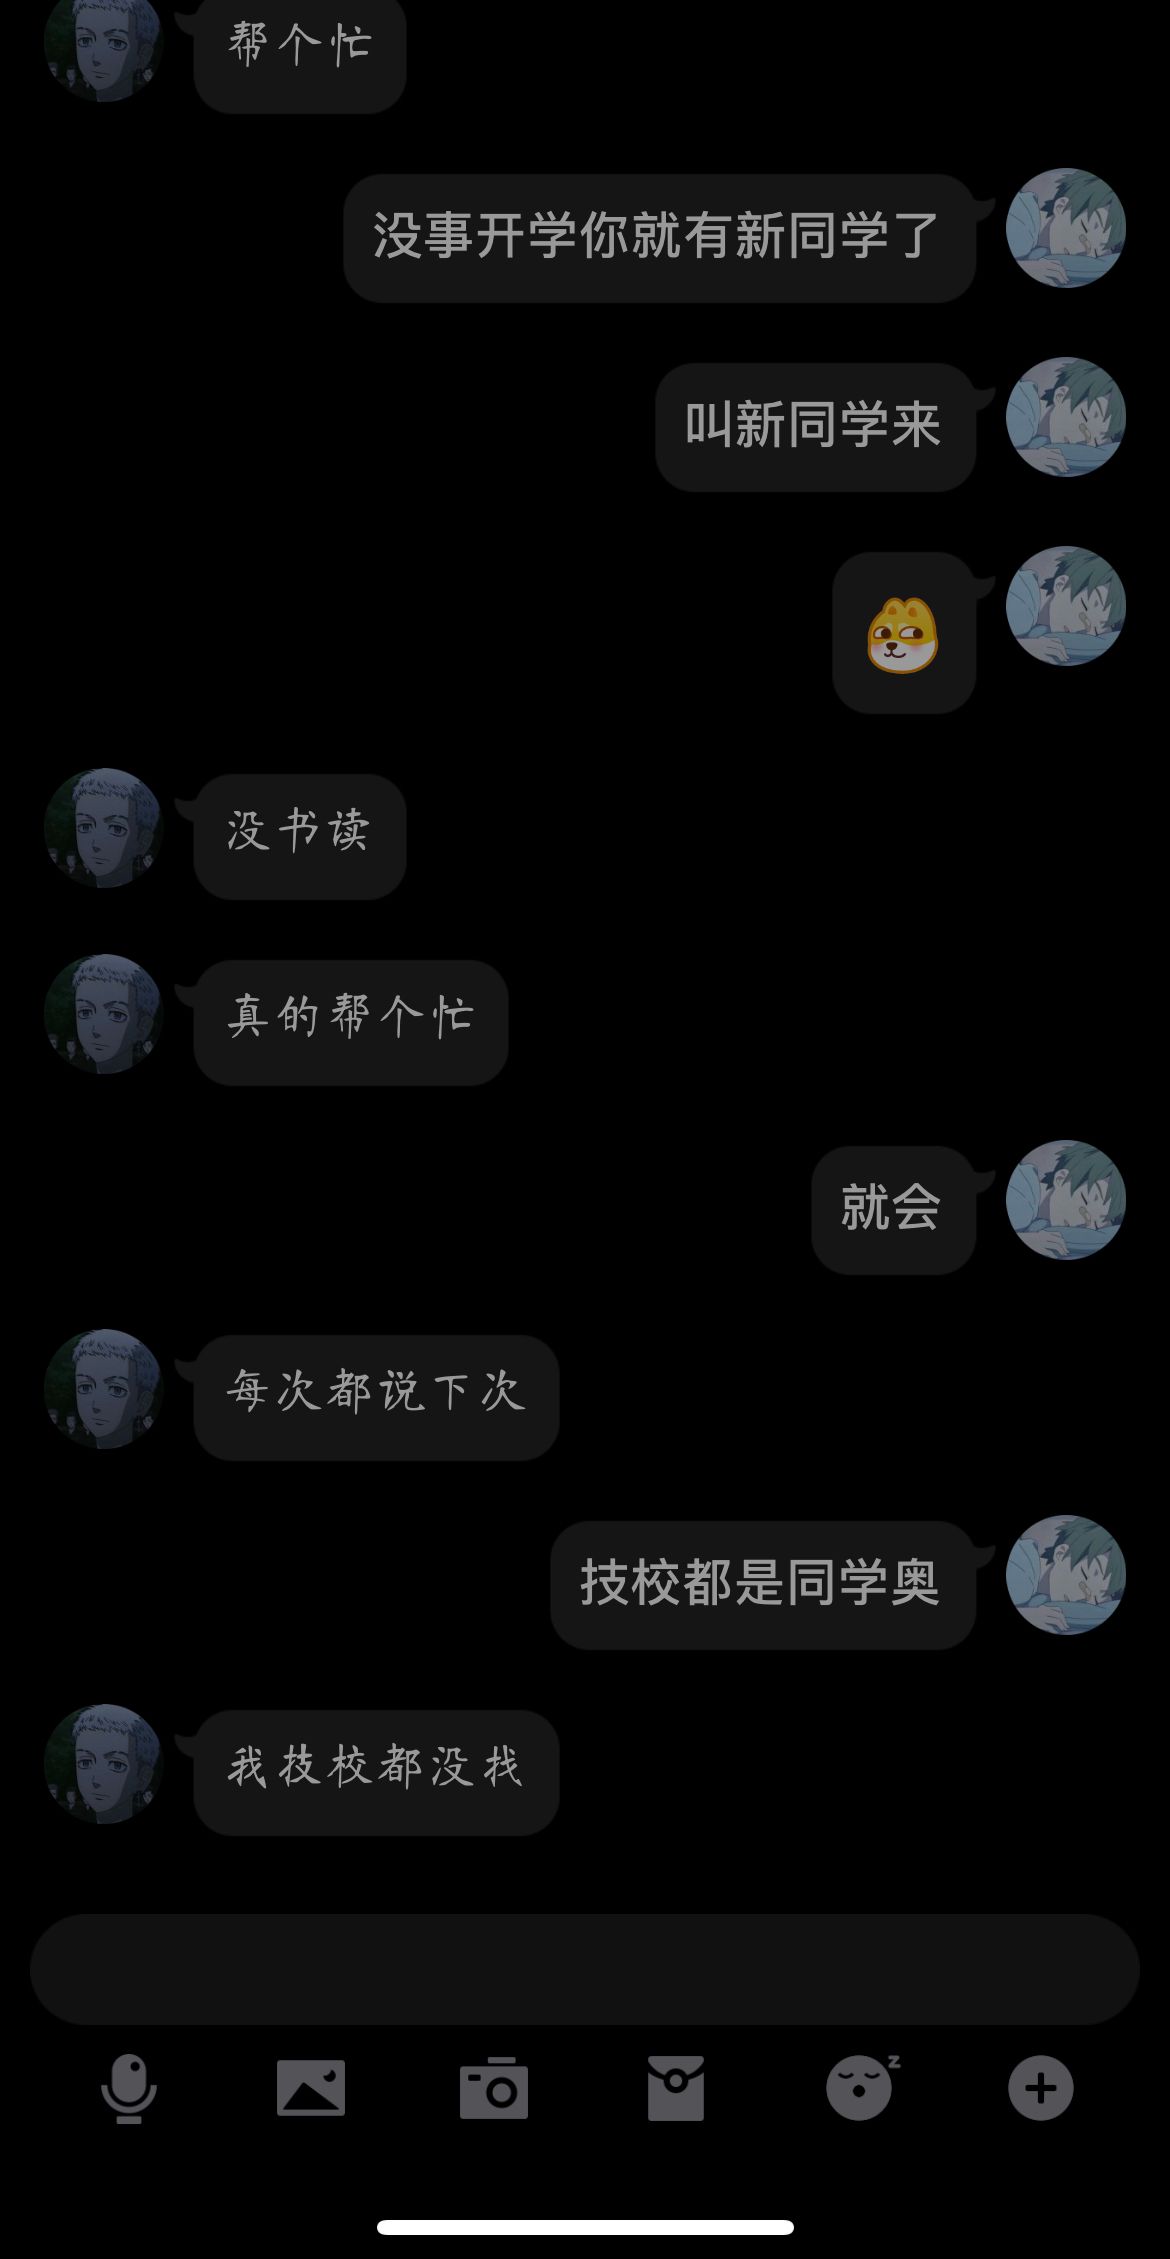 帮个忙
没事开学你就有新同学了
叫新同学来
没书读
真的帮个忙
就会
每次都说下次
技校都是同学奥
我技校都没找